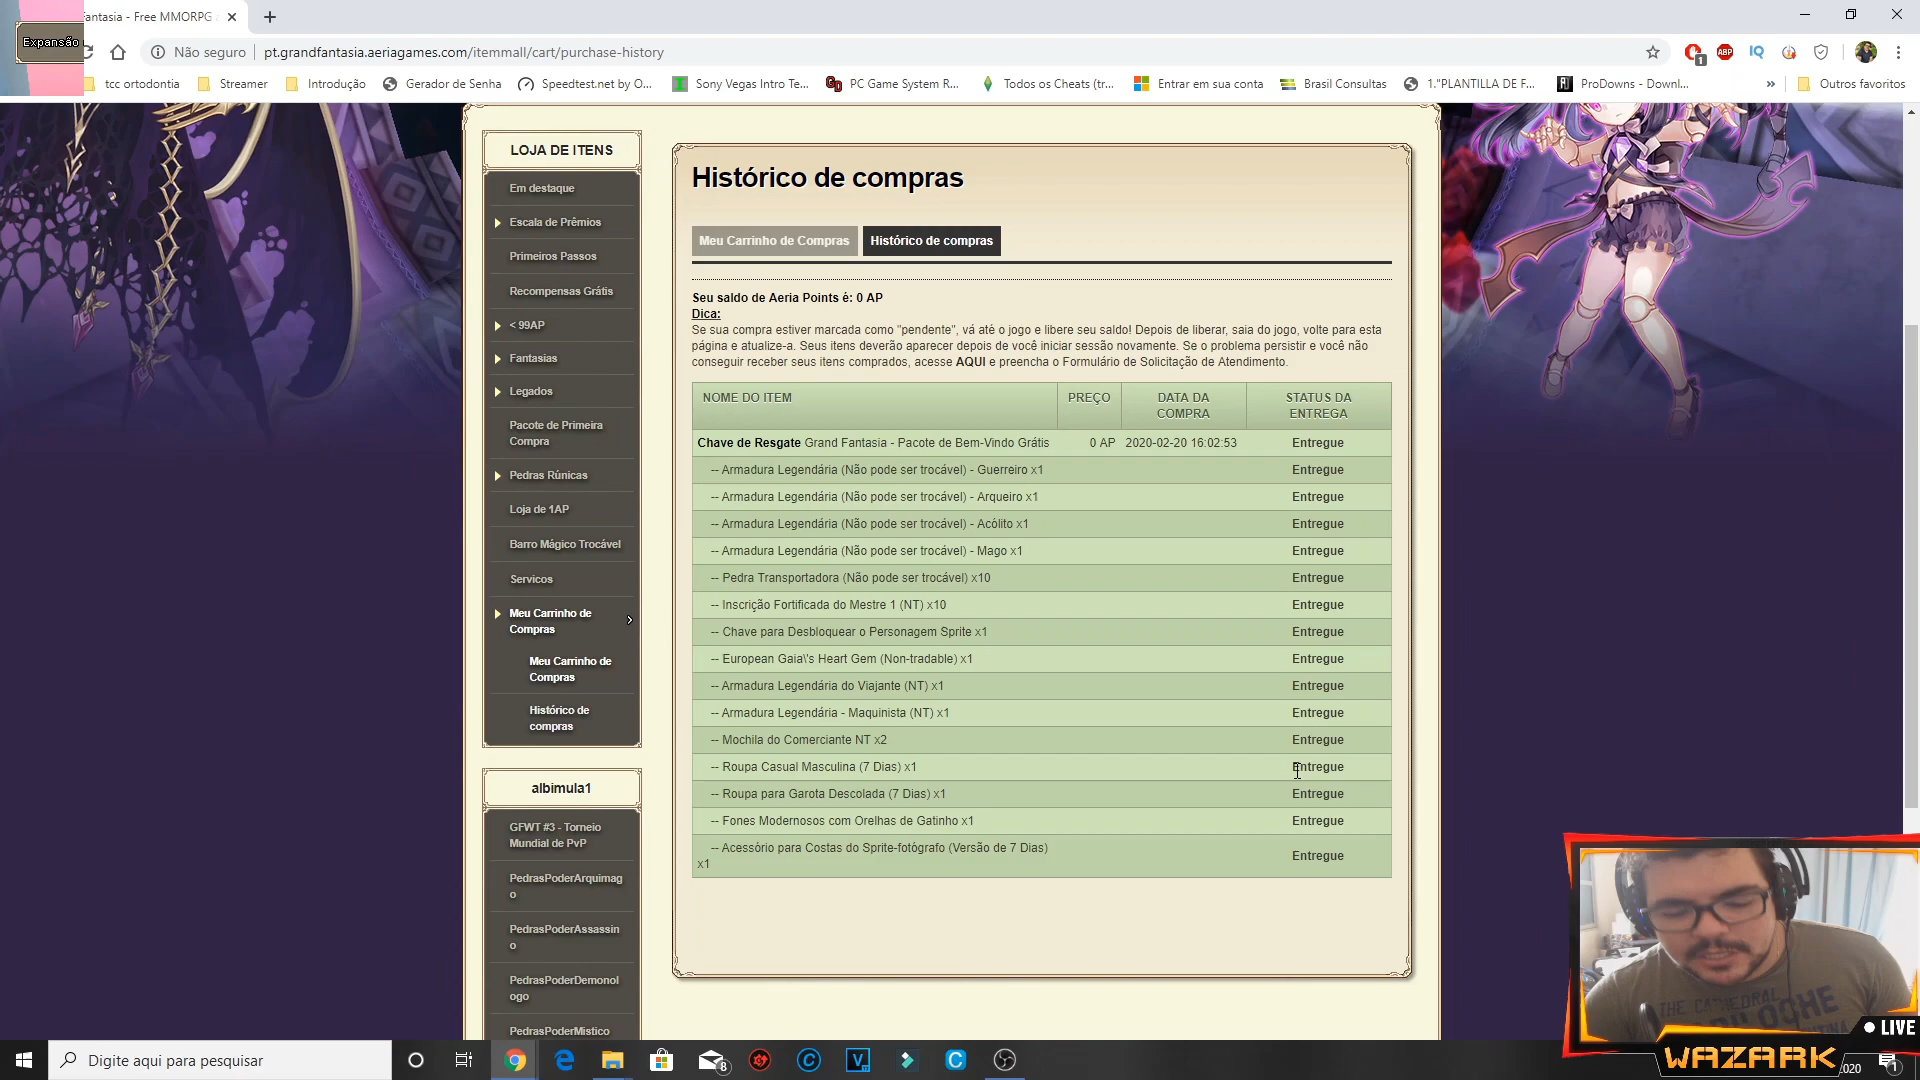 Expansão
Fantasia - Free MMORPG
Não seguro
pt.grandfantasia.aeriagames.com/itemmall/cart/purchase-history
ABP
IQ
1
tcc ortodontia
Streamer
Introdução
Gerador de Senha
Speedtest.net by O...
Sony Vegas Intro Te...
PC Game System R...
Todos os Cheats (tr...
Entrar em sua conta
Brasil Consultas
1."PLANTILLA DE F...
ProDowns - Downl...
»
Outros favoritos
LOJA DE ITENS
Em destaque
Escala de Prêmios
Primeiros Passos
Recompensas Grátis
< 99AP
Fantasias
Legados
Pacote de Primeira
Compra
Pedras Rúnicas
Loja de 1AP
Barro Mágico Trocável
Servicos
Meu Carrinho de
Compras
Meu Carrinho de
Compras
Histórico de
compras
albimula1
GFWT #3 - Torneio
Mundial de PvP
PedrasPoderArquimag
o
PedrasPoderAssassin
o
PedrasPoderDemonol
ogo
PedrasPoderMistico
Histórico de compras
Meu Carrinho de Compras
Histórico de compras
Seu saldo de Aeria Points é: 0 AP
Dica:
Se sua compra estiver marcada como "pendente", vá até o jogo e libere seu saldo! Depois de liberar, saia do jogo, volte para esta
página e atualize-a. Seus itens deverão aparecer depois de você iniciar sessão novamente. Se o problema persistir e você não
conseguir receber seus itens comprados, acesse AQUI e preencha o Formulário de Solicitação de Atendimento.
NOME DO ITEM PREÇO DATA DA COMPRA STATUS DA ENTREGA
Chave de Resgate Grand Fantasia - Pacote de Bem-Vindo Grátis 0 AP 2020-02-20 16:02:53 Entregue
-- Armadura Legendária (Não pode ser trocável) - Guerreiro x1 Entregue
-- Armadura Legendária (Não pode ser trocável) - Arqueiro x1 Entregue
-- Armadura Legendária (Não pode ser trocável) - Acólito x1 Entregue
-- Armadura Legendária (Não pode ser trocável) - Mago x1 Entregue
-- Pedra Transportadora (Não pode ser trocável) x10 Entregue
-- Inscrição Fortificada do Mestre 1 (NT) x10 Entregue
-- Chave para Desbloquear o Personagem Sprite x1 Entregue
-- European Gaia\'s Heart Gem (Non-tradable) x1 Entregue
-- Armadura Legendária do Viajante (NT) x1 Entregue
-- Armadura Legendária - Maquinista (NT) x1 Entregue
-- Mochila do Comerciante NT x2 Entregue
-- Roupa Casual Masculina (7 Dias) x1 Entregue
-- Roupa para Garota Descolada (7 Dias) x1 Entregue
-- Fones Modernosos com Orelhas de Gatinho x1 Entregue
-- Acessório para Costas do Sprite-fotógrafo (Versão de 7 Dias)
x1 Entregue
THE CATHEDRAL
LIVE
WAZARK
Digite aqui para pesquisar
8
2020
1